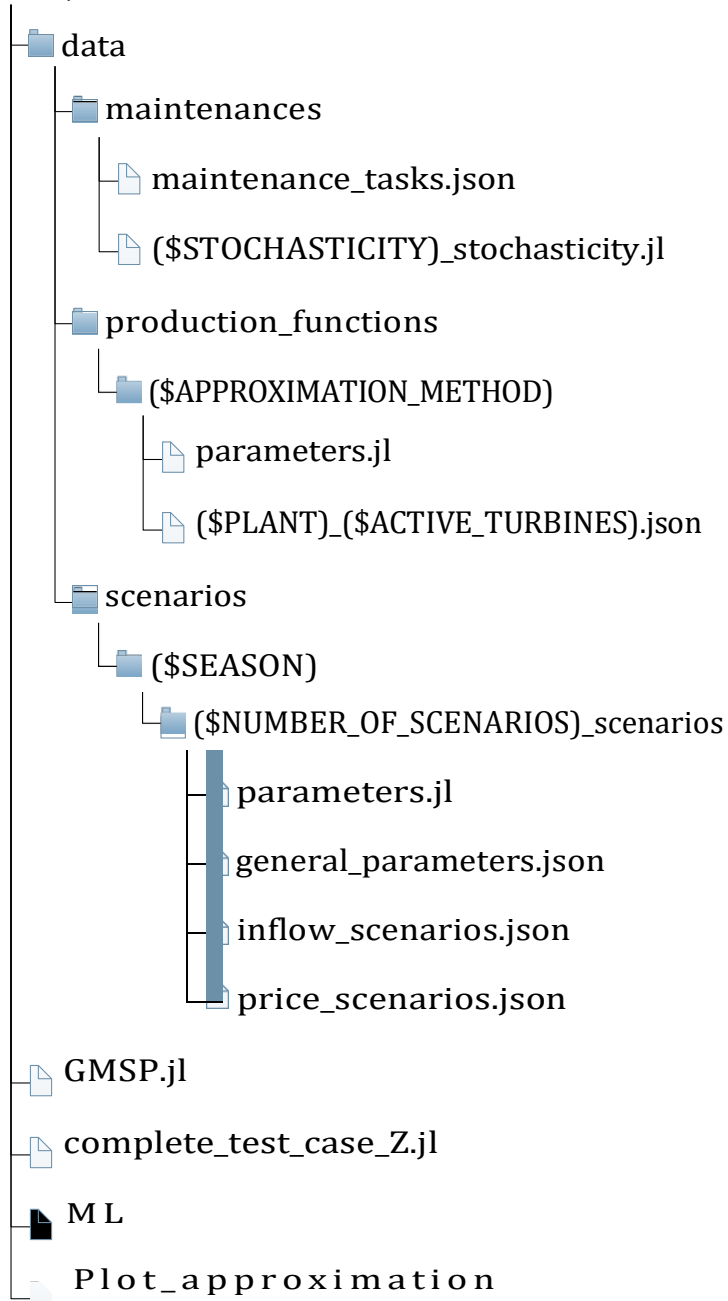 data
maintenances
maintenance_tasks.json
($STOCHASTICITY)_stochasticity.jl
production_functions
($APPROXIMATION_METHOD)
parameters.jl
($PLANT)_($ACTIVE_TURBINES).json
scenarios
($SEASON)
($NUMBER_OF_SCENARIOS)_scenarios
parameters.jl
general_parameters.json
inflow_scenarios.json
price_scenarios.json
GMSP.jl
complete_test_case_Z.jl
ML
Plot_approximation